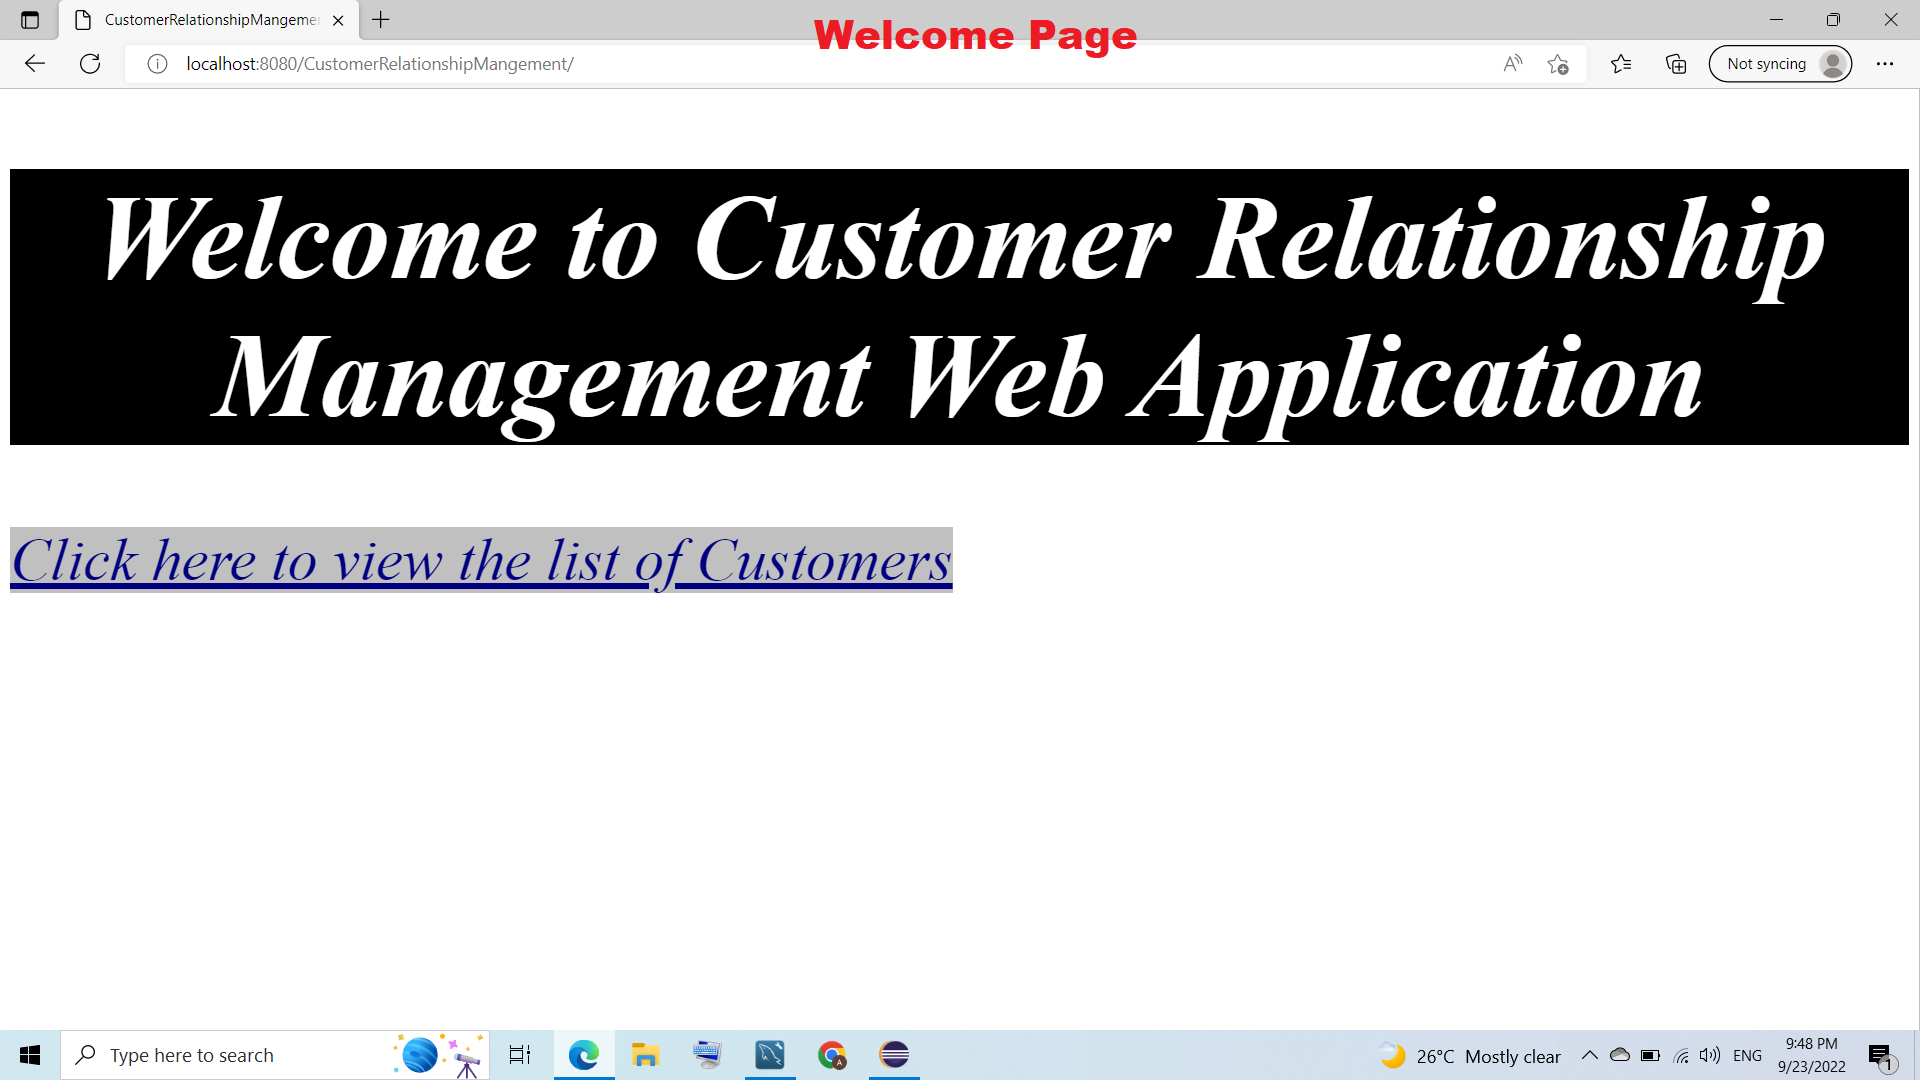 CustomerRelationshipMangemen
Welcome Page
localhost:8080/CustomerRelationshipMangement/
Not syncing
Welcome to Customer Relationship
Management Web Application
Click here to view the list of Customers
Type here to search
26°C Mostly clear
ENG
9:48 PM
9/23/2022
1